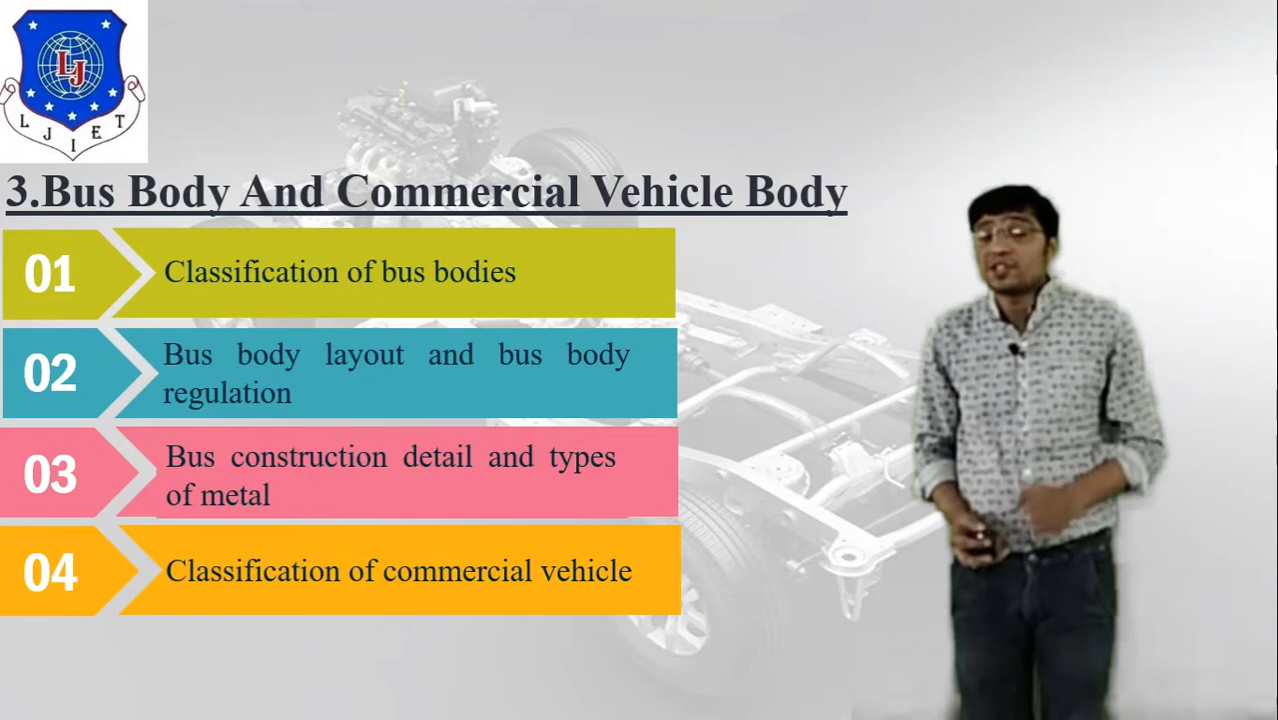 LJ
L J I E T
3.Bus Body And Commercial Vehicle Body
01
Classification of bus bodies
02
Bus body layout and bus body
regulation
03
Bus construction detail and types
of metal
04
Classification of commercial vehicle